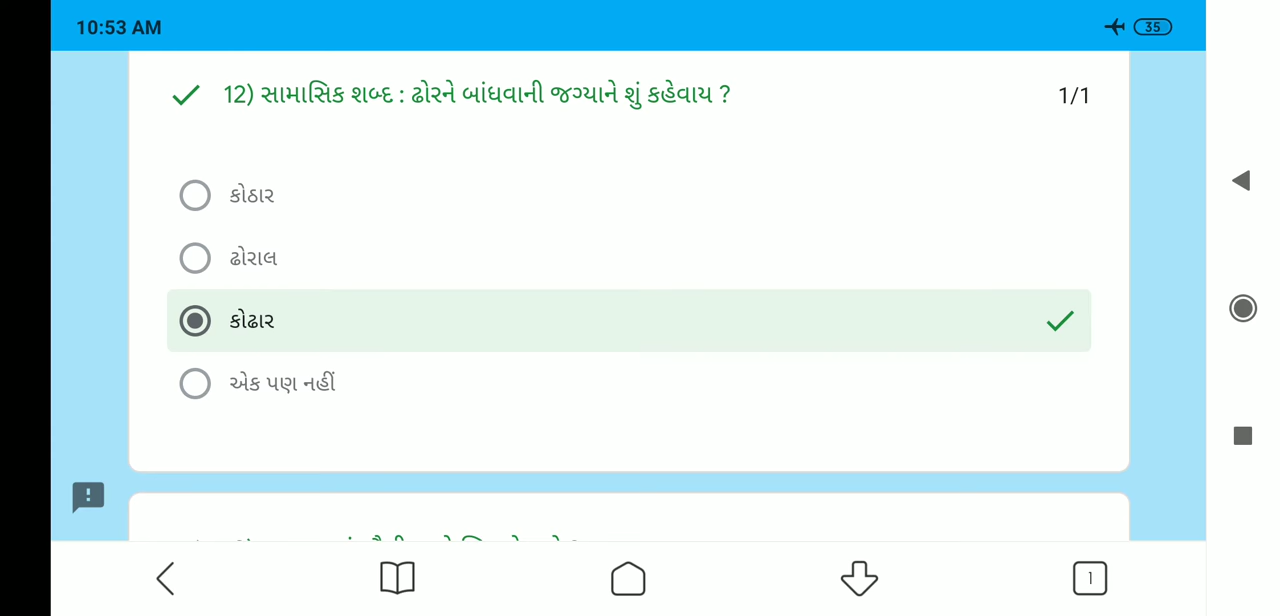 10:53 AM
35
12) સામાસિક શબ્દ : ઢોરને બાંધવાની જગ્યાને શું કહેવાય ?
1/1
કોઠાર
ઢોરાલ
કોઢાર
એક પણ નહીં
1